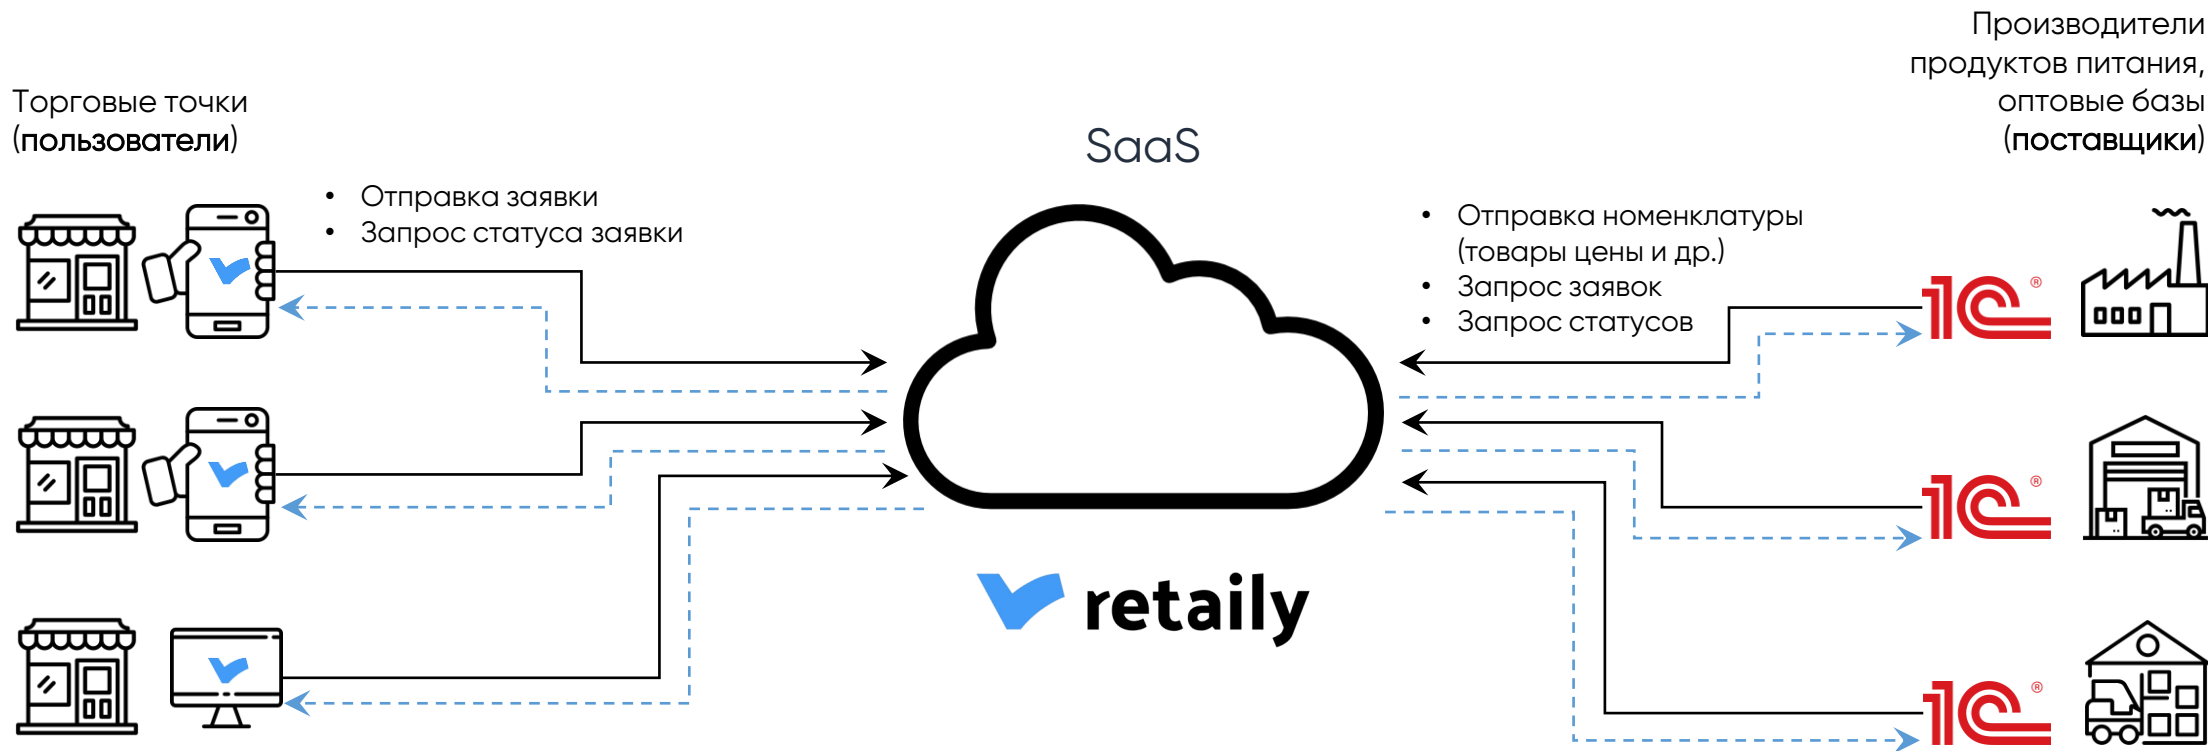 Производители
продуктов питания,
оптовые базы
(поставщики)
Торговые точки
(пользователи)
SaaS
• Отправка заявки
• Запрос статуса заявки
• Отправка номенклатуры
(товары цены и др.)
• Запрос заявок
• Запрос статусов
1С®
1С®
retaily
1С®